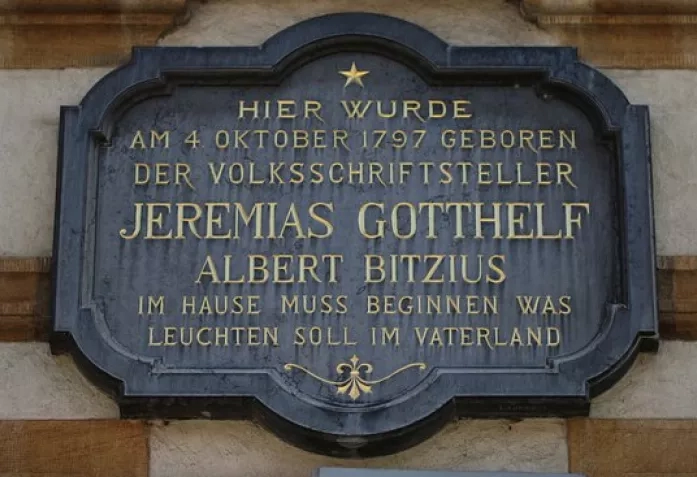 HIER WURDE
AM 4. OKTOBER 1797 GEBOREN
DER VOLKSSCHRIFTSTELLER
JEREMIAS GOTTHELF
ALBERT BITZIUS
IM HAUSE MUSS BEGINNEN WAS
LEUCHTEN SOLL IM VATERLAND